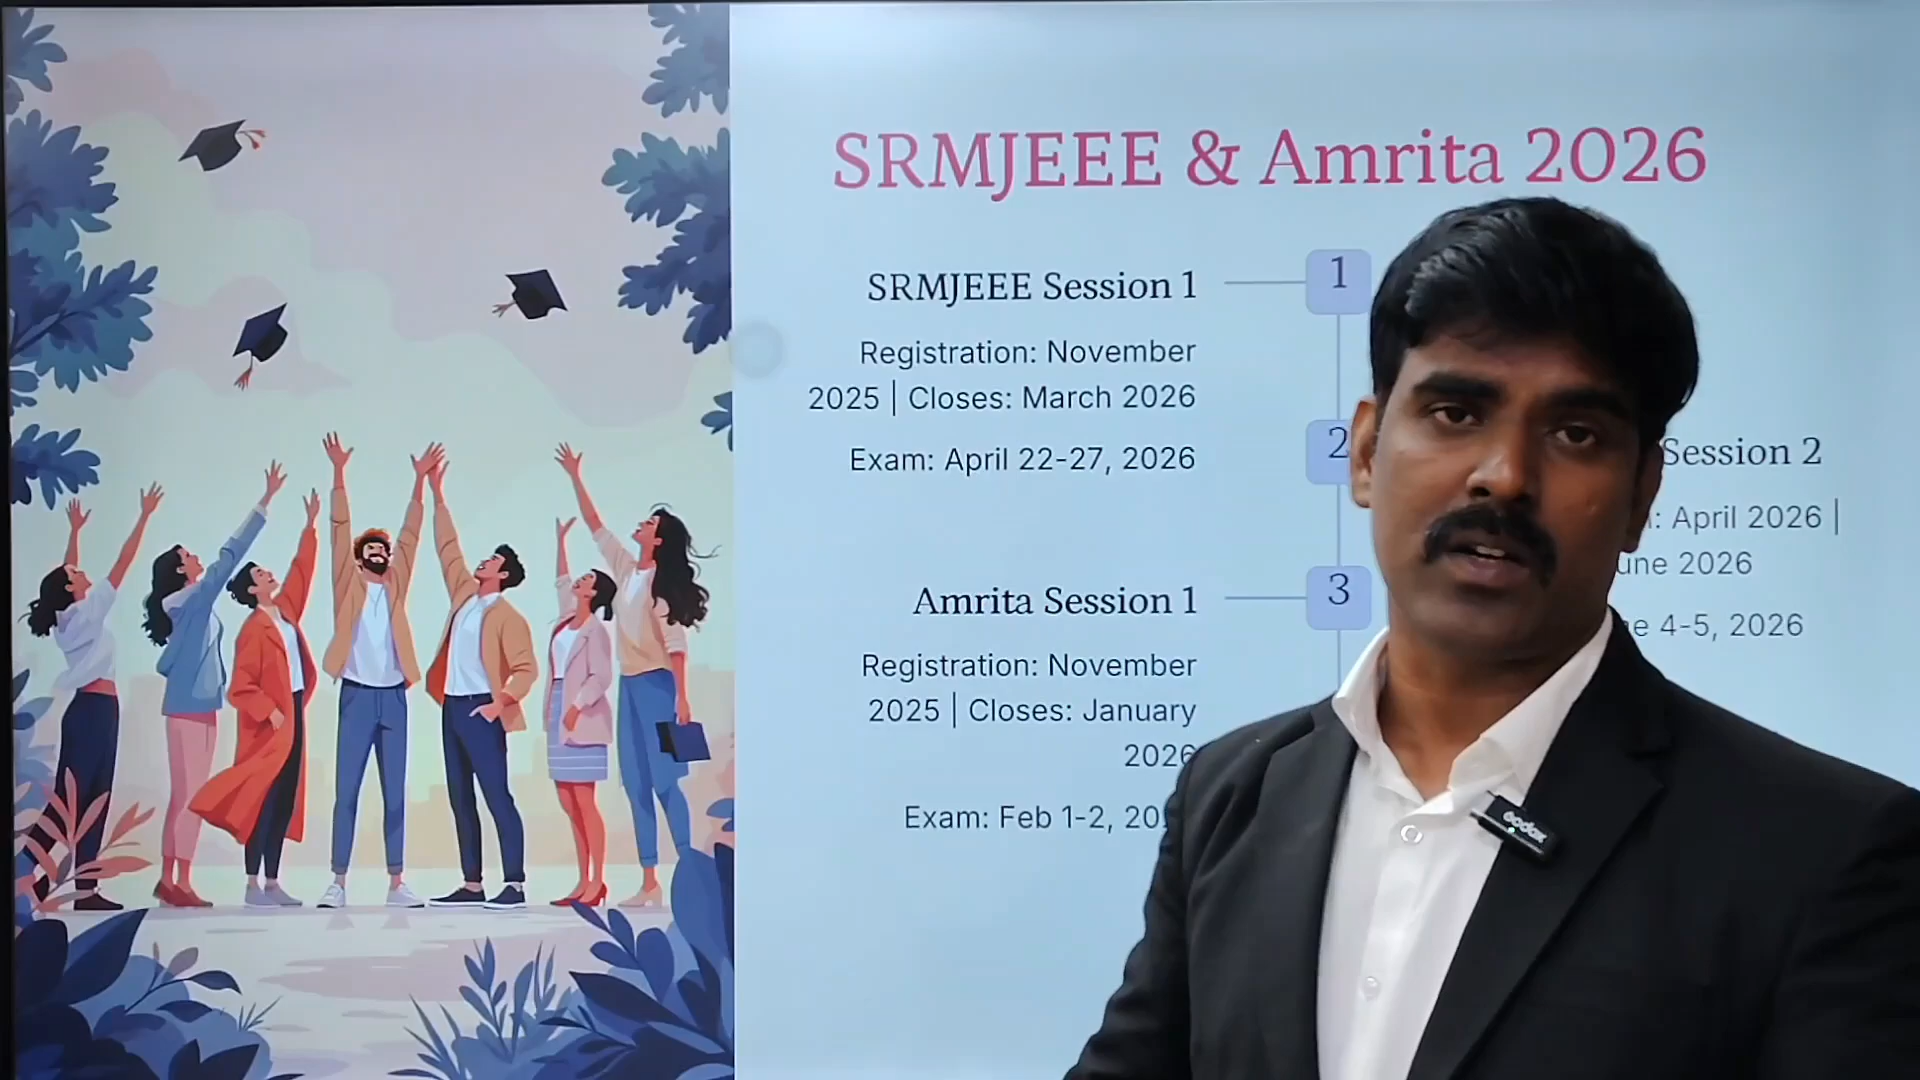 SRMJEEE & Amrita 2026
SRMJEEE Session 1
1
Registration: November
2025 | Closes: March 2026
Exam: April 22-27, 2026
2
Session 2
: April 2026 |
2026
4-5, 2026
Amrita Session 1
3
Registration: November
2025 | Closes: January
2026
Exam: Feb 1-2,
Godox